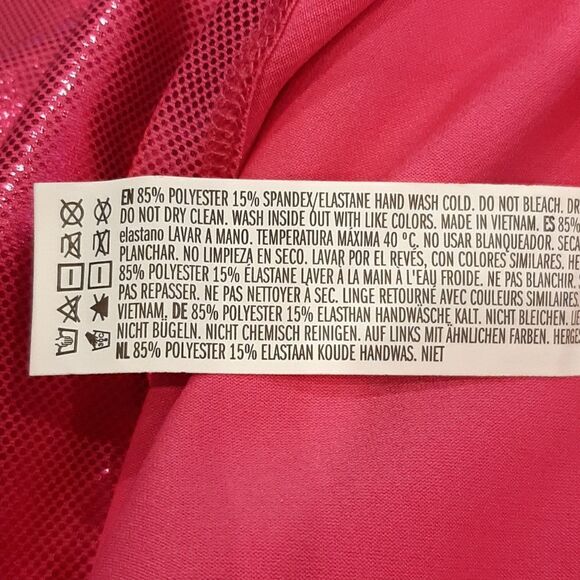 EN 85% POLYESTER 15% SPANDEX/ELASTANE HAND WASH COLD. DO NOT BLEACH. DR
DO NOT DRY CLEAN. WASH INSIDE OUT WITH LIKE COLORS. MADE IN VIETNAM. ES 85%
elastano LAVAR A MANO. TEMPERATURA MÁXIMA 40 °C. NO USAR BLANQUEADOR. SECA
PLANCHAR. NO LIMPIEZA EN SECO. LAVAR POR EL REVÉS, CON COLORES SIMILARES. HE
85% POLYESTER 15% ÉLASTANE LAVER À LA MAIN À L'EAU FROIDE. NE PAS BLANCHIR. S
PAS REPASSER. NE PAS NETTOYER À SEC. LINGE RETOURNÉ AVEC COULEURS SIMILAIRES
VIETNAM. DE 85% POLYESTER 15% ELASTHAN HANDWÄSCHE KALT. NICHT BLEICHEN. LIE
NICHT BÜGELN. NICHT CHEMISCH REINIGEN. AUF LINKS MIT ÄHNLICHEN FARBEN. HERGES
NL 85% POLYESTER 15% ELASTAAN KOUDE HANDWAS. NIET